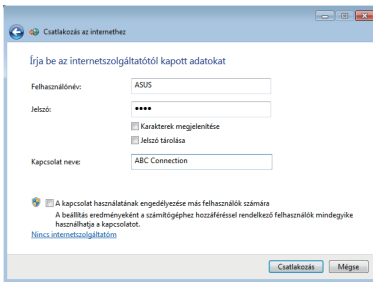 Csatlakozás az internethez
Írja be az internetszolgáltatótól kapott adatokat
Felhasználónév: ASUS
Jelszó: ••••
Karakterek megjelenítése
Jelszó tárolása
Kapcsolat neve: ABC Connection
A kapcsolat használatának engedélyezése más felhasználók számára
A beállítás eredményeként a számítógéphez hozzáféréssel rendelkező felhasználók mindegyike
használhatja a kapcsolatot.
Nincs internetszolgáltatóm
Csatlakozás Mégse